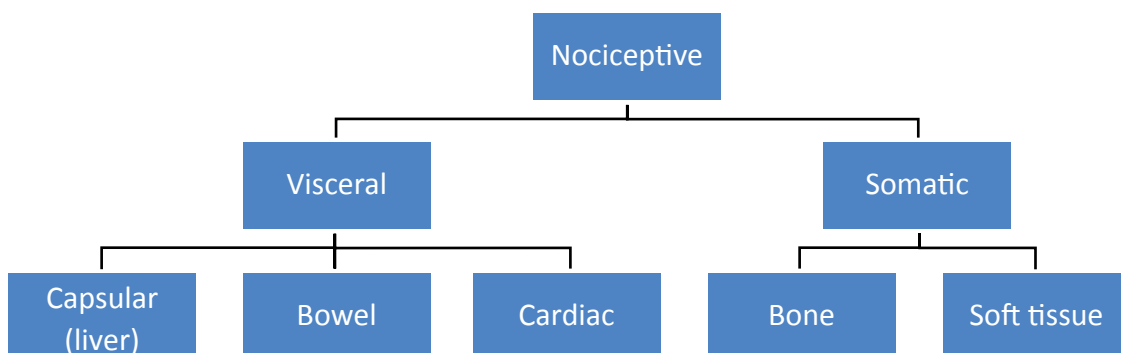 Nociceptive
Visceral
Somatic
Capsular
(liver)
Bowel
Cardiac
Bone
Soft tissue